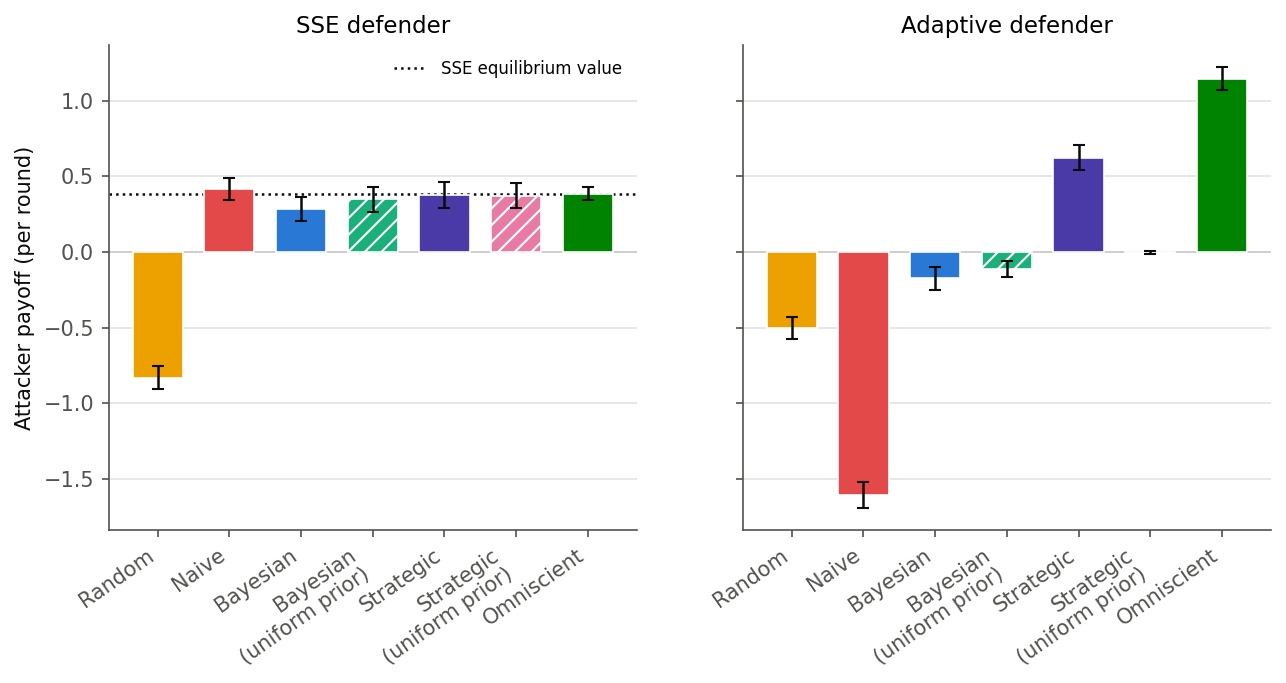 SSE defender
Adaptive defender
SSE equilibrium value
Attacker payoff (per round)
1.0
0.5
0.0
−0.5
−1.0
−1.5
Random
Naive
Bayesian
Bayesian
(uniform prior)
Strategic
Strategic
(uniform prior)
Omniscient
Random
Naive
Bayesian
Bayesian
(uniform prior)
Strategic
Strategic
(uniform prior)
Omniscient